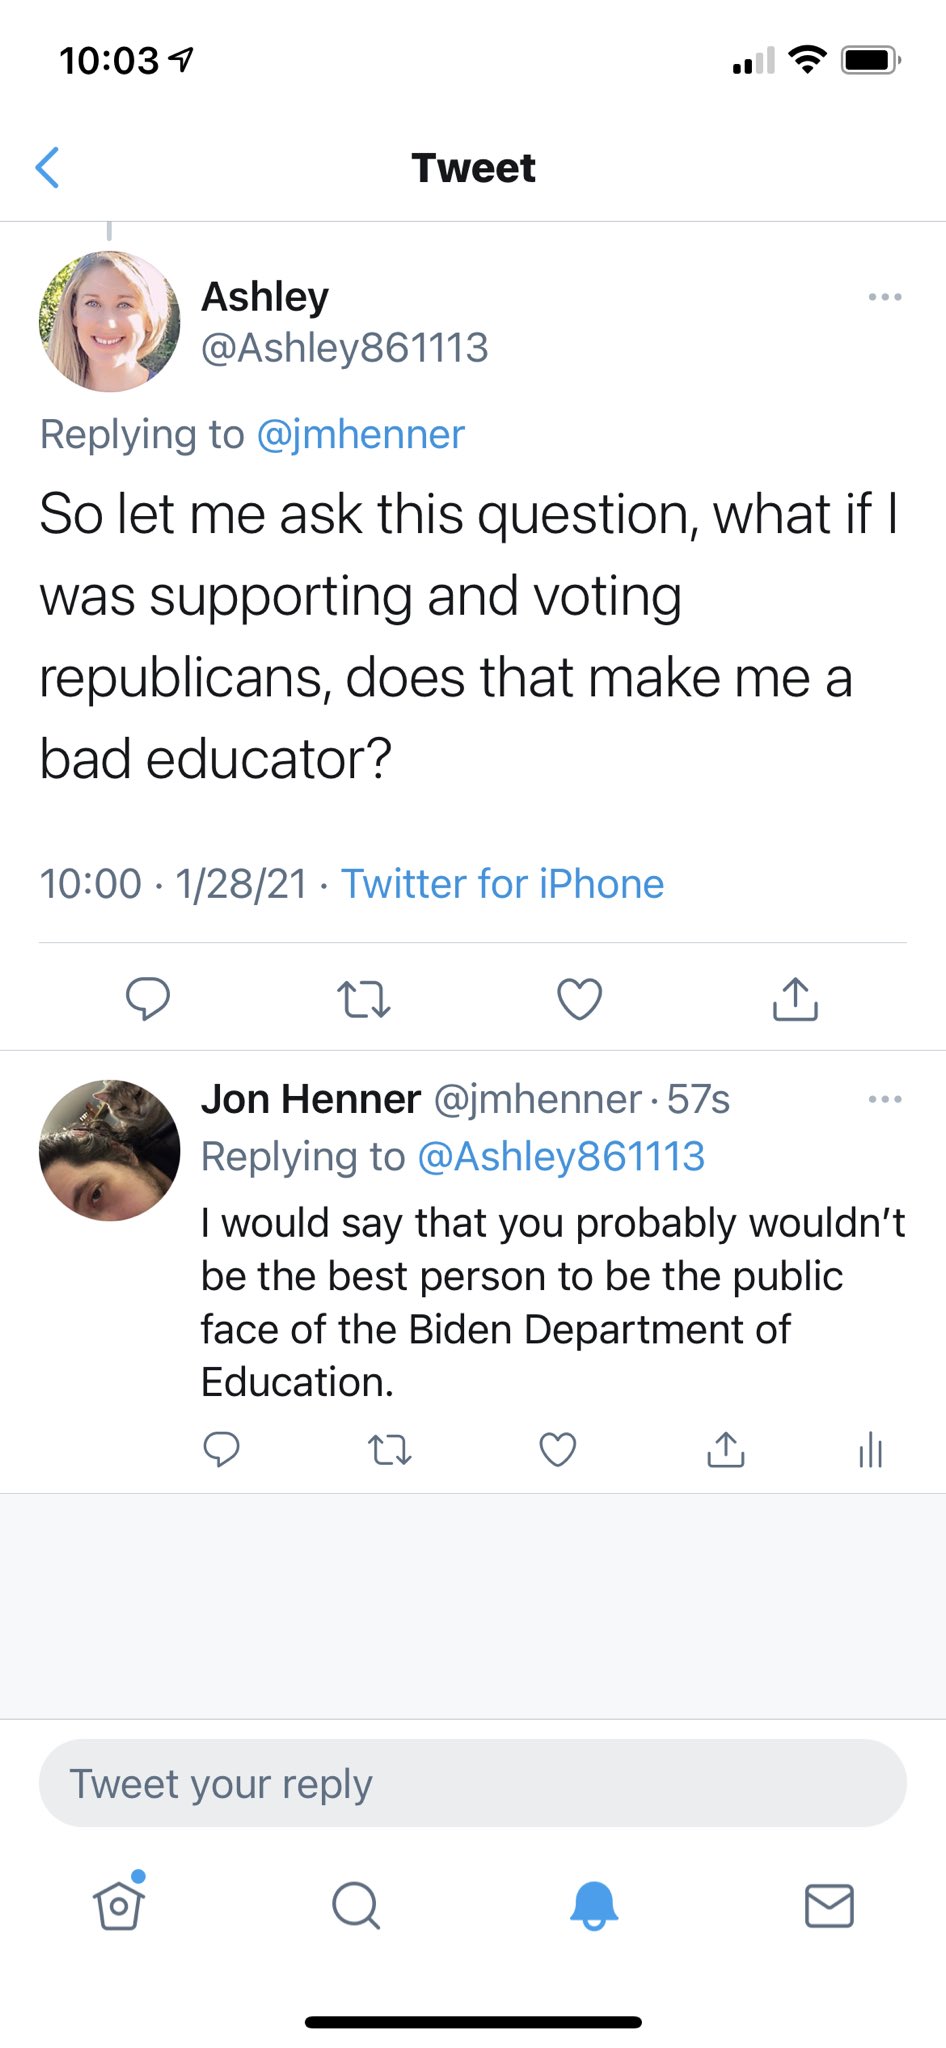 10:03
Tweet
Ashley
@Ashley861113
Replying to @jmhenner
So let me ask this question, what if I
was supporting and voting
republicans, does that make me a
bad educator?
10:00 · 1/28/21 · Twitter for iPhone
Jon Henner @jmhenner · 57s
Replying to @Ashley861113
I would say that you probably wouldn’t
be the best person to be the public
face of the Biden Department of
Education.
Tweet your reply